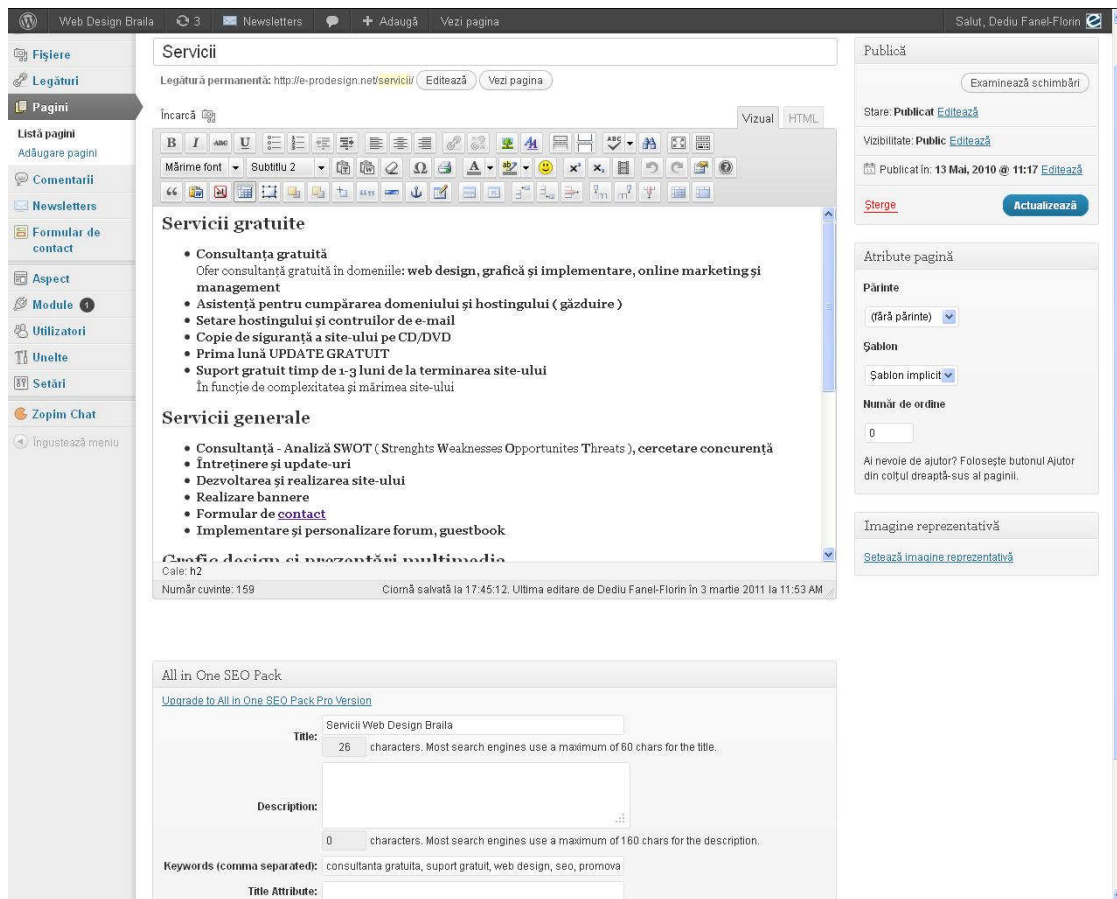 Web Design Braila 3 Newsletters Adaugă Vezi pagina Salut, Dediu Fanel-Florin
Fișiere
Legături
Pagini
Listă pagini
Adăugare pagini
Comentarii
Newsletters
Formular de
contact
Aspect
Module 1
Utilizatori
Unelte
Setări
Zopim Chat
Îngustează meniu
Servicii
Legătură permanentă: http://e-prodesign.net/servicii/ Editează Vezi pagina
Încarcă
Vizual HTML
B I ABC U
Mărime font Subtitlu 2
Servicii gratuite
• Consultanța gratuită
Ofer consultanță gratuită în domeniile: web design, grafică și implementare, online marketing și
management
• Asistență pentru cumpărarea domeniului și hostingului ( găzduire )
• Setare hostingului și contruilor de e-mail
• Copie de siguranță a site-ului pe CD/DVD
• Prima lună UPDATE GRATUIT
• Suport gratuit timp de 1-3 luni de la terminarea site-ului
În funcție de complexitatea și mărimea site-ului
Servicii generale
• Consultanță - Analiză SWOT ( Strenghts Weaknesses Opportunites Threats ), cercetare concurență
• Întreținere și update-uri
• Dezvoltarea și realizarea site-ului
• Realizare bannere
• Formular de contact
• Implementare și personalizare forum, guestbook
Grafic design și prezentări multimedia
Cale: h2
Număr cuvinte: 159 Ciornă salvată la 17:45:12. Ultima editare de Dediu Fanel-Florin în 3 martie 2011 la 11:53 AM
All in One SEO Pack
Upgrade to All in One SEO Pack Pro Version
Title: Servicii Web Design Braila
26 characters. Most search engines use a maximum of 60 chars for the title.
Description:
0 characters. Most search engines use a maximum of 160 chars for the description.
Keywords (comma separated): consultanta gratuita, suport gratuit, web design, seo, promova
Title Attribute:
Publică
Examinează schimbări
Stare: Publicat Editează
Vizibilitate: Public Editează
Publicat în: 13 Mai, 2010 @ 11:17 Editează
Șterge Actualizează
Atribute pagină
Părinte
(fără părinte)
Șablon
Șablon implicit
Număr de ordine
0
Ai nevoie de ajutor? Folosește butonul Ajutor
din colțul dreaptă-sus al paginii.
Imagine reprezentativă
Setează imagine reprezentativă